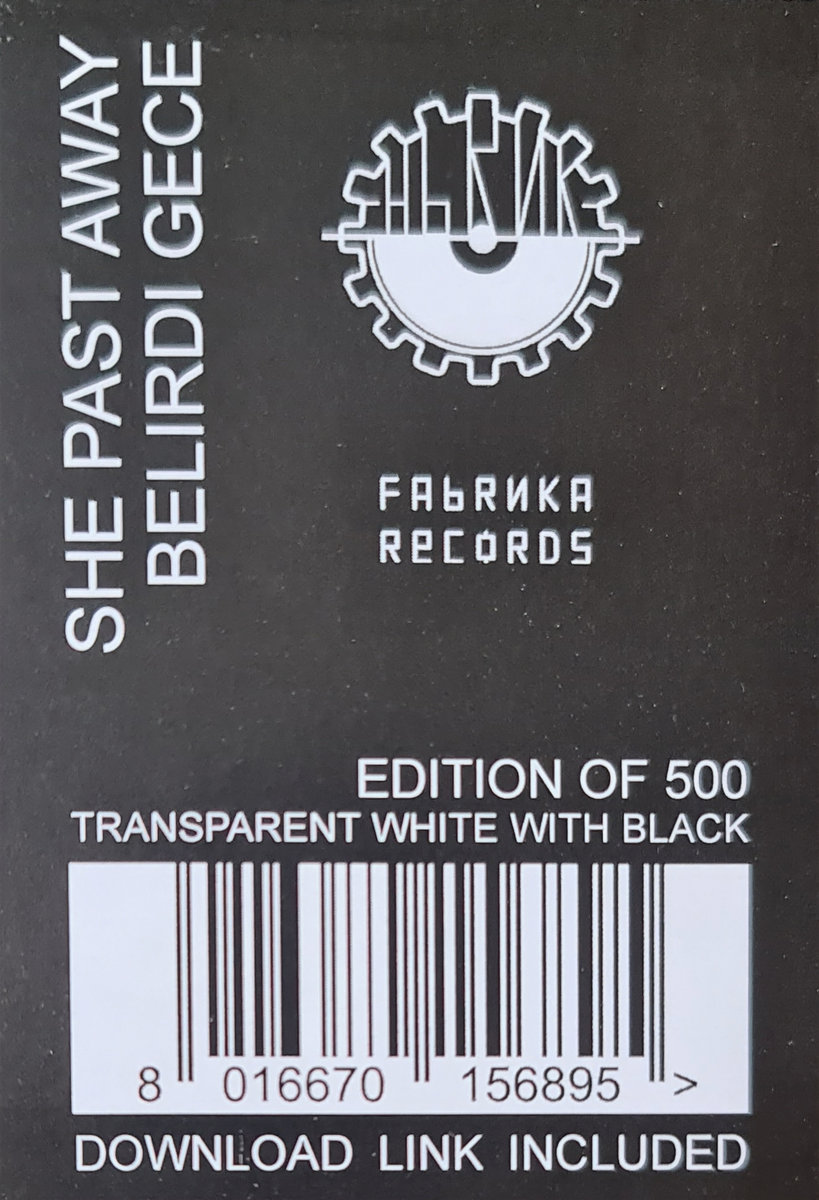 SHE PAST AWAY
BELIRDI GECE
FAbRИKA
RECORDS
EDITION OF 500
TRANSPARENT WHITE WITH BLACK
8 016670 156895 >
DOWNLOAD LINK INCLUDED